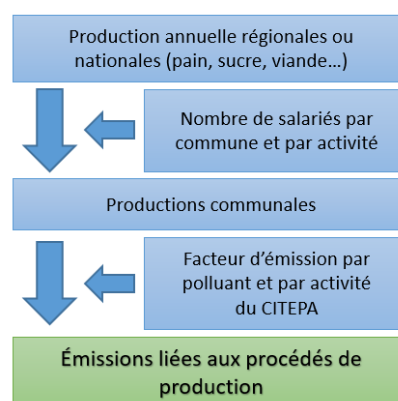 Production annuelle régionales ou
nationales (pain, sucre, viande…)
Nombre de salariés par
commune et par activité
Productions communales
Facteur d’émission par
polluant et par activité
du CITEPA
Émissions liées aux procédés de
production